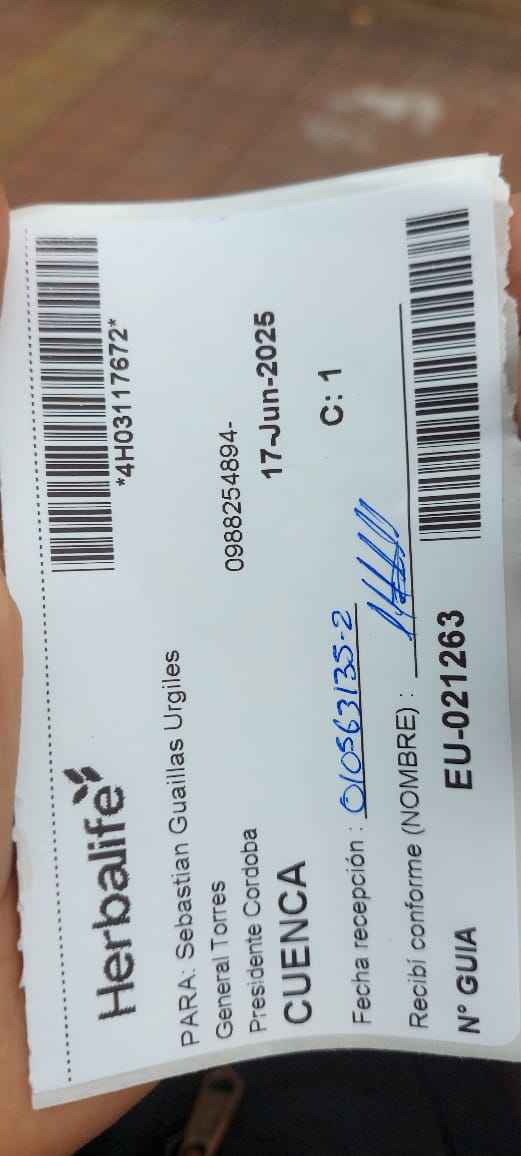 Herbalife
*4H03117672*
PARA: Sebastian Guaillas Urgiles
General Torres
Presidente Cordoba
0988254894-
CUENCA
17-Jun-2025
Fecha recepción : 010563135-2
C: 1
Recibí conforme (NOMBRE) :
N° GUIA EU-021263